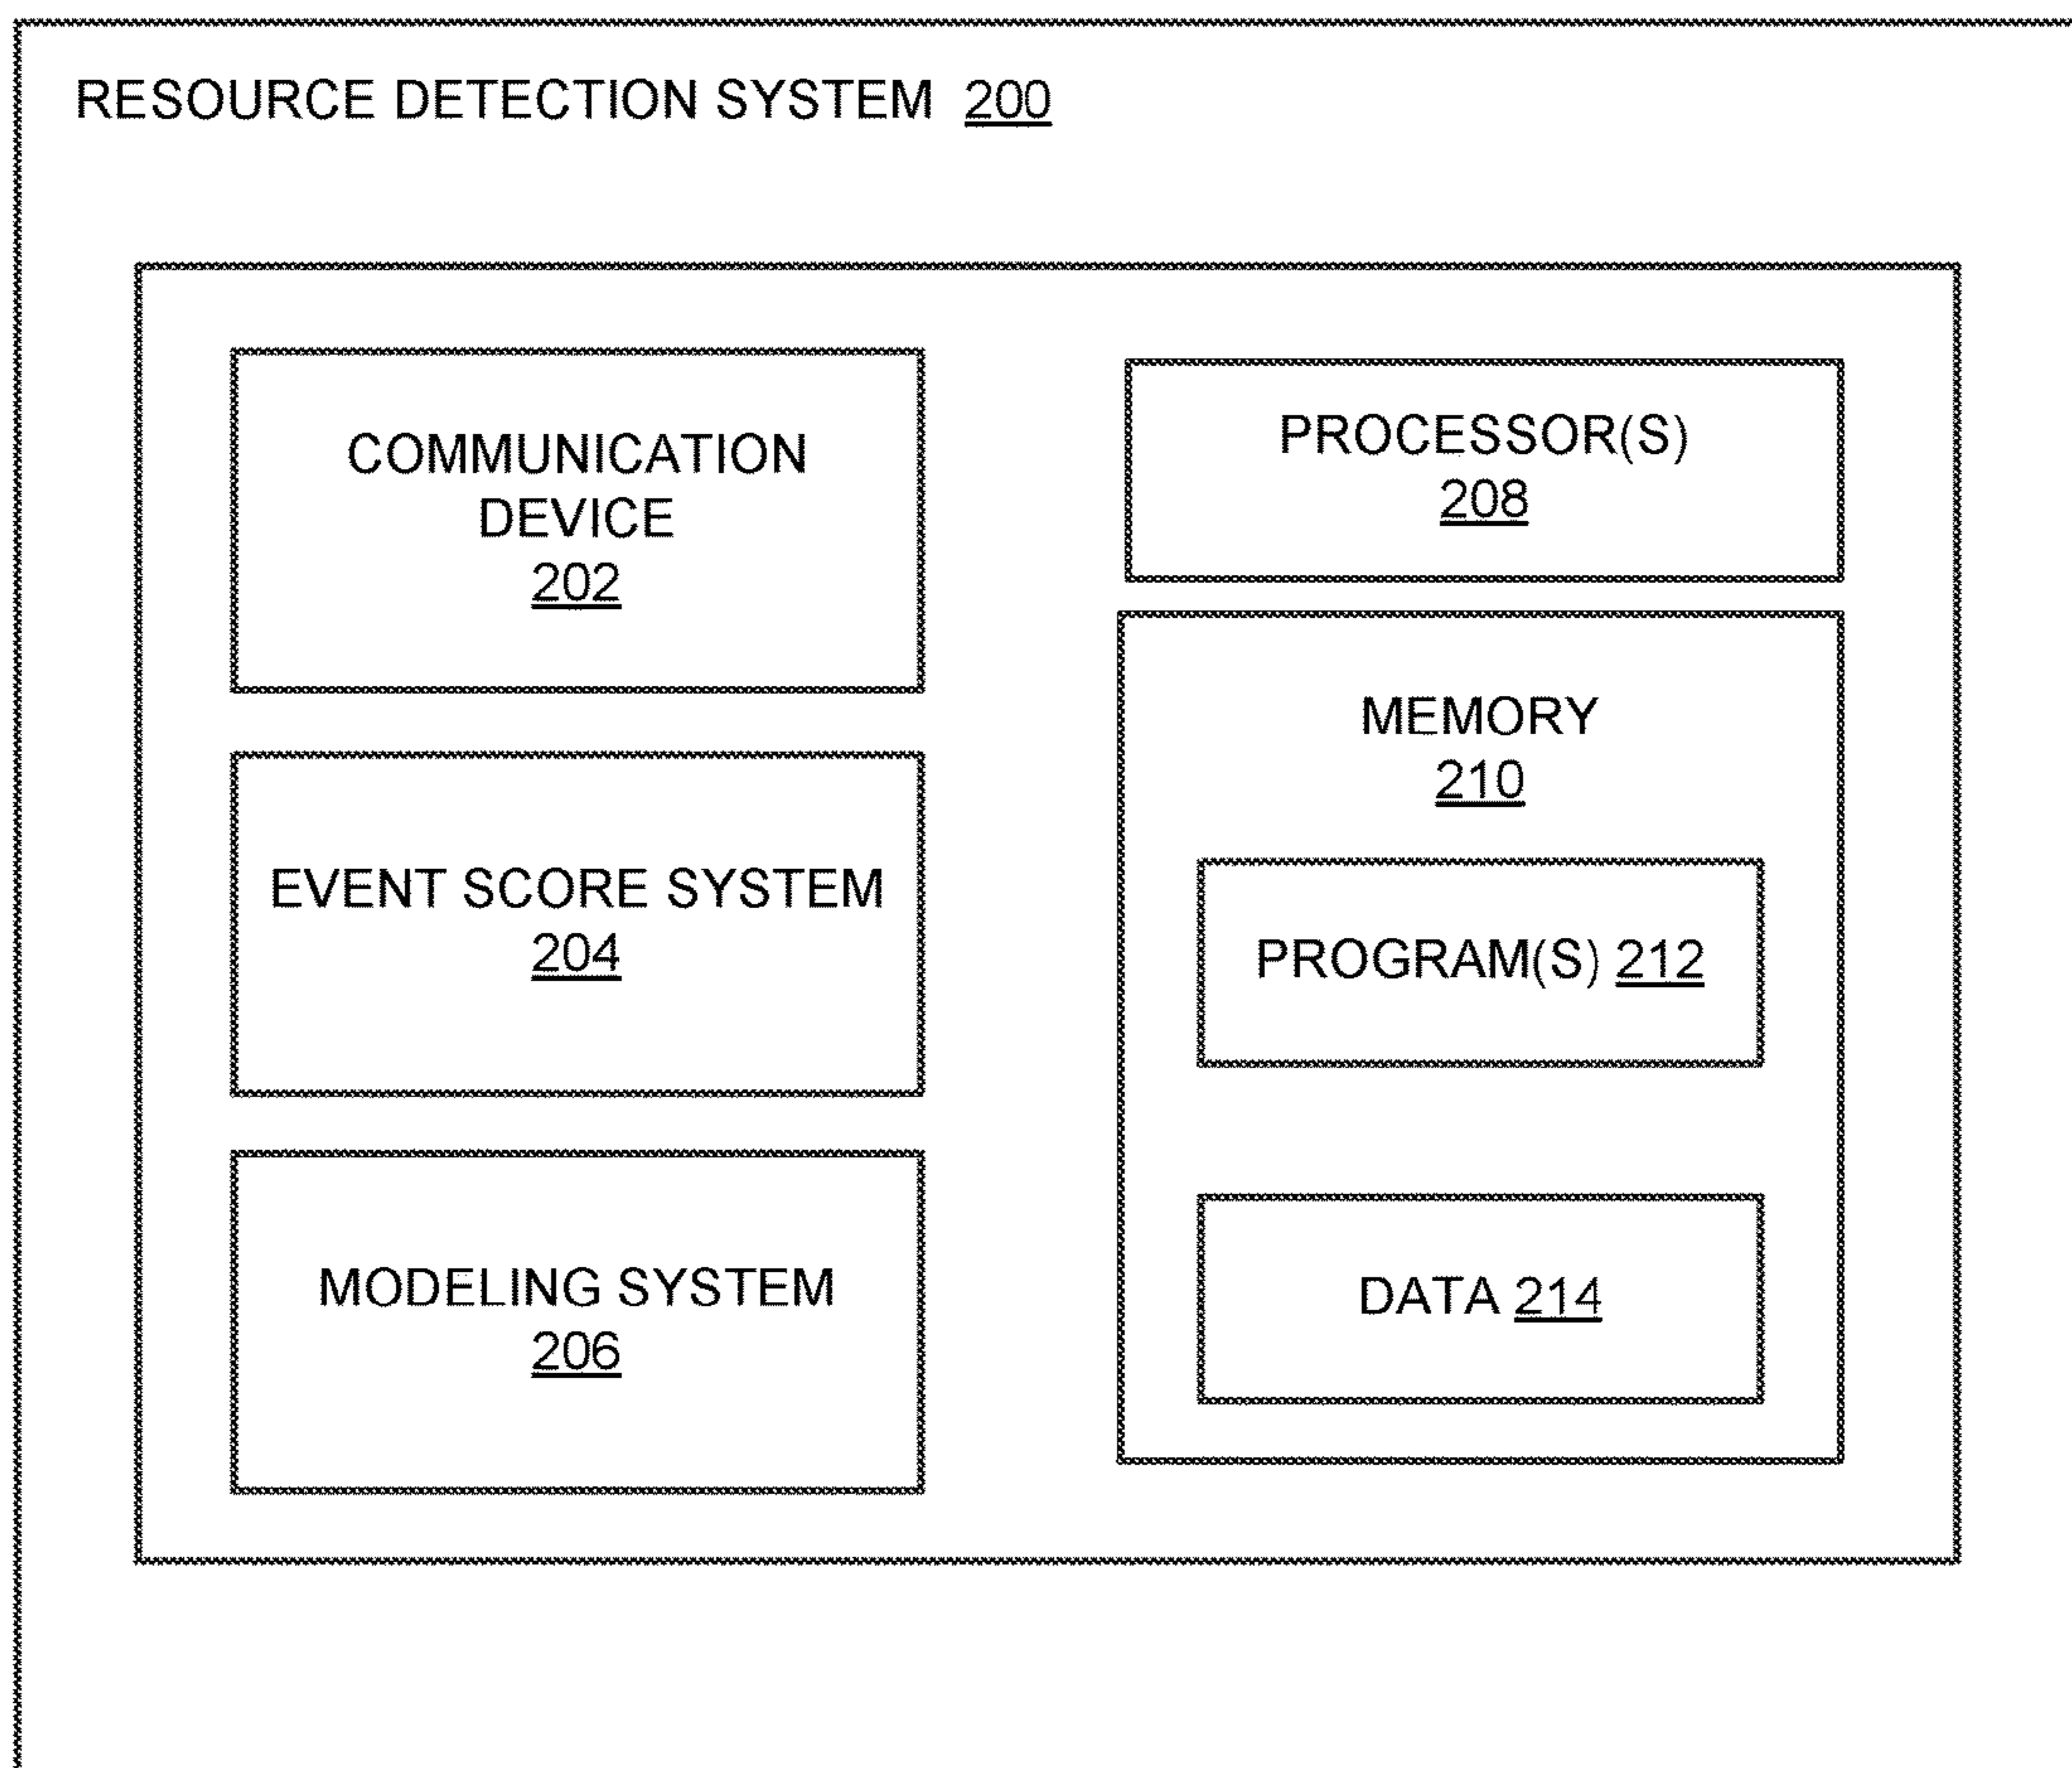 RESOURCE DETECTION SYSTEM 200
COMMUNICATION
DEVICE
202
EVENT SCORE SYSTEM
204
MODELING SYSTEM
206
PROCESSOR(S)
208
MEMORY
210
PROGRAM(S) 212
DATA 214